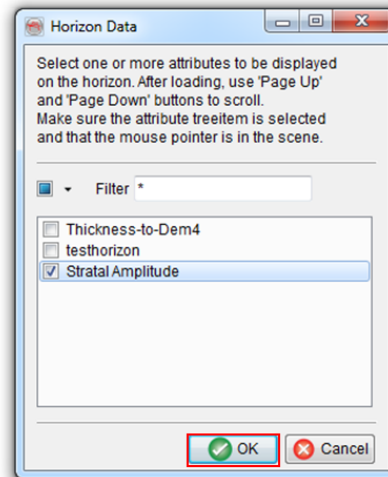 Horizon Data
Select one or more attributes to be displayed
on the horizon. After loading, use 'Page Up'
and 'Page Down' buttons to scroll.
Make sure the attribute treeitem is selected
and that the mouse pointer is in the scene.
Filter *
Thickness-to-Dem4
testhorizon
Stratal Amplitude
OK Cancel